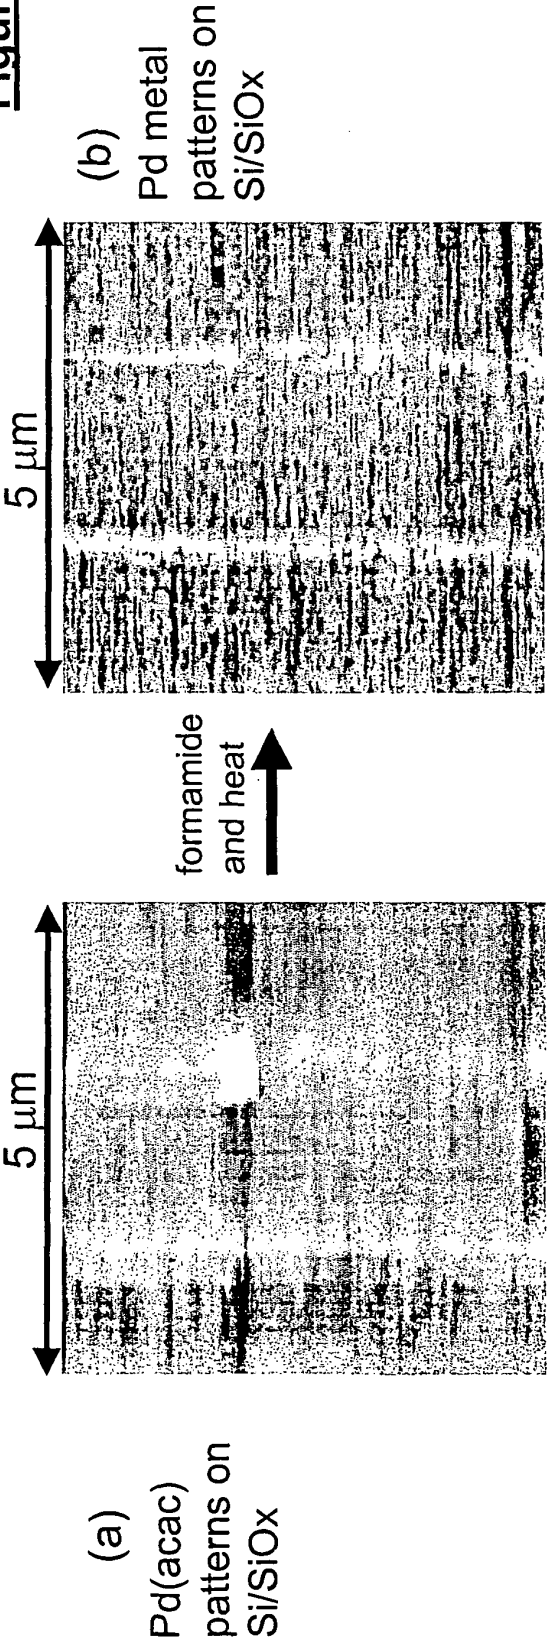 (a)
Pd(acac)
patterns on
Si/SiOx
5 μm
formamide
and heat
5 μm
(b)
Pd metal
patterns on
Si/SiOx